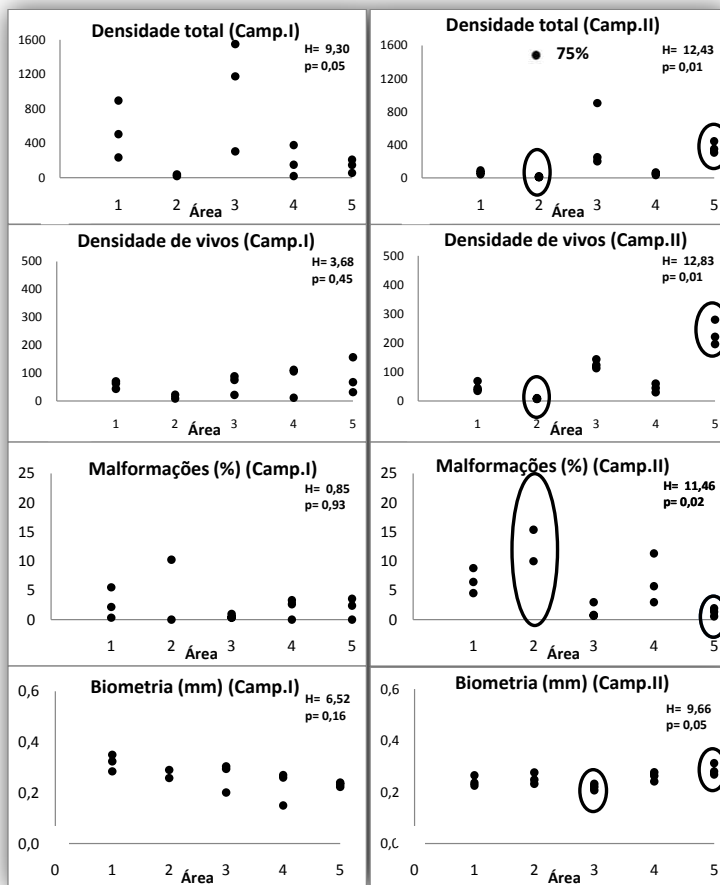 Densidade total (Camp.I)
H= 9,30
p= 0,05
1600
1200
800
400
0
1 2 3 4 5
Área
Densidade total (Camp.II)
75%
H= 12,43
p= 0,01
1600
1200
800
400
0
1 2 3 4 5
Área
Densidade de vivos (Camp.I)
H= 3,68
p= 0,45
500
400
300
200
100
0
1 2 3 4 5
Área
Densidade de vivos (Camp.II)
H= 12,83
p= 0,01
500
400
300
200
100
0
1 2 3 4 5
Área
Malformações (%) (Camp.I)
H= 0,85
p= 0,93
25
20
15
10
5
0
1 2 3 4 5
Área
Malformações (%) (Camp.II)
H= 11,46
p= 0,02
25
20
15
10
5
0
1 2 3 4 5
Área
Biometria (mm) (Camp.I)
H= 6,52
p= 0,16
0,6
0,4
0,2
0,0
0 1 2 3 4 5
Área
Biometria (mm) (Camp.II)
H= 9,66
p= 0,05
0,6
0,4
0,2
0,0
0 1 2 3 4 5
Área